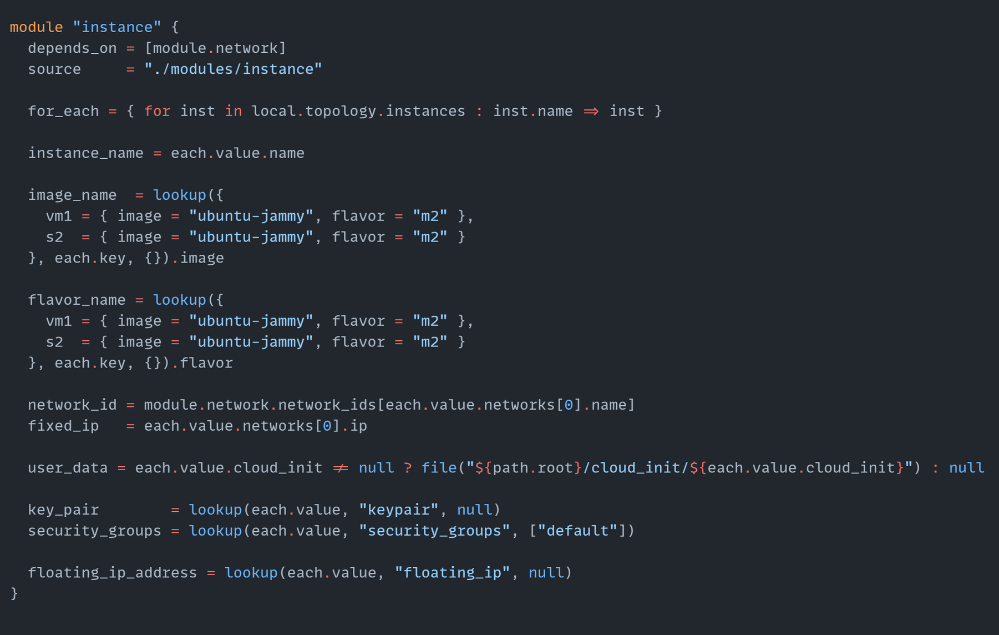 module "instance" {
  depends_on = [module.network]
  source     = "./modules/instance"

  for_each = { for inst in local.topology.instances : inst.name => inst }

  instance_name = each.value.name

  image_name  = lookup({
    vm1 = { image = "ubuntu-jammy", flavor = "m2" },
    s2  = { image = "ubuntu-jammy", flavor = "m2" }
  }, each.key, {}).image

  flavor_name = lookup({
    vm1 = { image = "ubuntu-jammy", flavor = "m2" },
    s2  = { image = "ubuntu-jammy", flavor = "m2" }
  }, each.key, {}).flavor

  network_id = module.network.network_ids[each.value.networks[0].name]
  fixed_ip   = each.value.networks[0].ip

  user_data = each.value.cloud_init != null ? file("${path.root}/cloud_init/${each.value.cloud_init}") : null

  key_pair        = lookup(each.value, "keypair", null)
  security_groups = lookup(each.value, "security_groups", ["default"])

  floating_ip_address = lookup(each.value, "floating_ip", null)
}